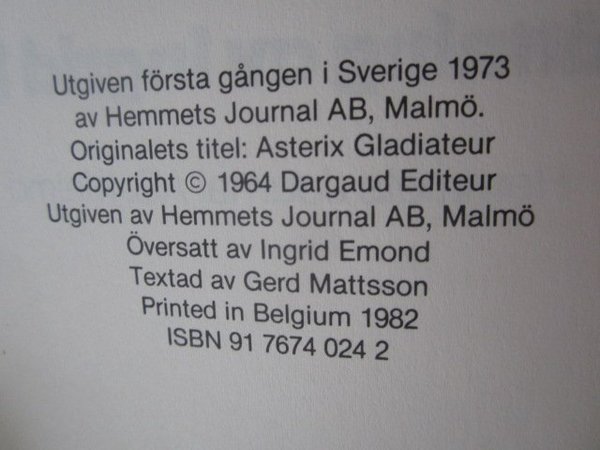 Utgiven första gången i Sverige 1973
av Hemmets Journal AB, Malmö.
Originalets titel: Asterix Gladiateur
Copyright © 1964 Dargaud Editeur
Utgiven av Hemmets Journal AB, Malmö
Översatt av Ingrid Emond
Textad av Gerd Mattsson
Printed in Belgium 1982
ISBN 91 7674 024 2